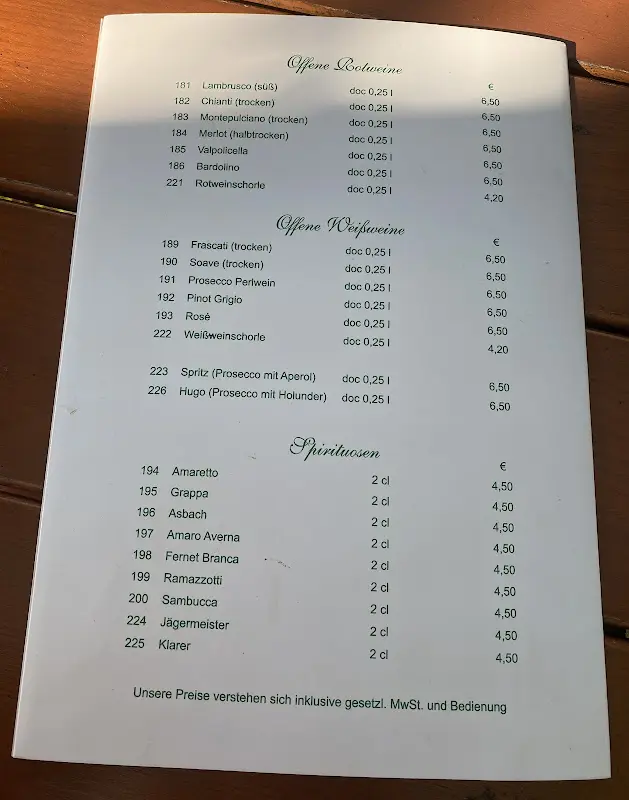 Offene Rotweine
€
181 Lambrusco (süß) doc 0,25 l 6,50
182 Chianti (trocken) doc 0,25 l 6,50
183 Montepulciano (trocken) doc 0,25 l 6,50
184 Merlot (halbtrocken) doc 0,25 l 6,50
185 Valpolicella doc 0,25 l 6,50
186 Bardolino doc 0,25 l 6,50
221 Rotweinschorle doc 0,25 l 4,20
Offene Weißweine
€
189 Frascati (trocken) doc 0,25 l 6,50
190 Soave (trocken) doc 0,25 l 6,50
191 Prosecco Perlwein doc 0,25 l 6,50
192 Pinot Grigio doc 0,25 l 6,50
193 Rosé doc 0,25 l 6,50
222 Weißweinschorle doc 0,25 l 4,20
223 Spritz (Prosecco mit Aperol) doc 0,25 l 6,50
226 Hugo (Prosecco mit Holunder) doc 0,25 l 6,50
Spirituosen
€
194 Amaretto 2 cl 4,50
195 Grappa 2 cl 4,50
196 Asbach 2 cl 4,50
197 Amaro Averna 2 cl 4,50
198 Fernet Branca 2 cl 4,50
199 Ramazzotti 2 cl 4,50
200 Sambucca 2 cl 4,50
224 Jägermeister 2 cl 4,50
225 Klarer 2 cl 4,50
Unsere Preise verstehen sich inklusive gesetzl. MwSt. und Bedienung